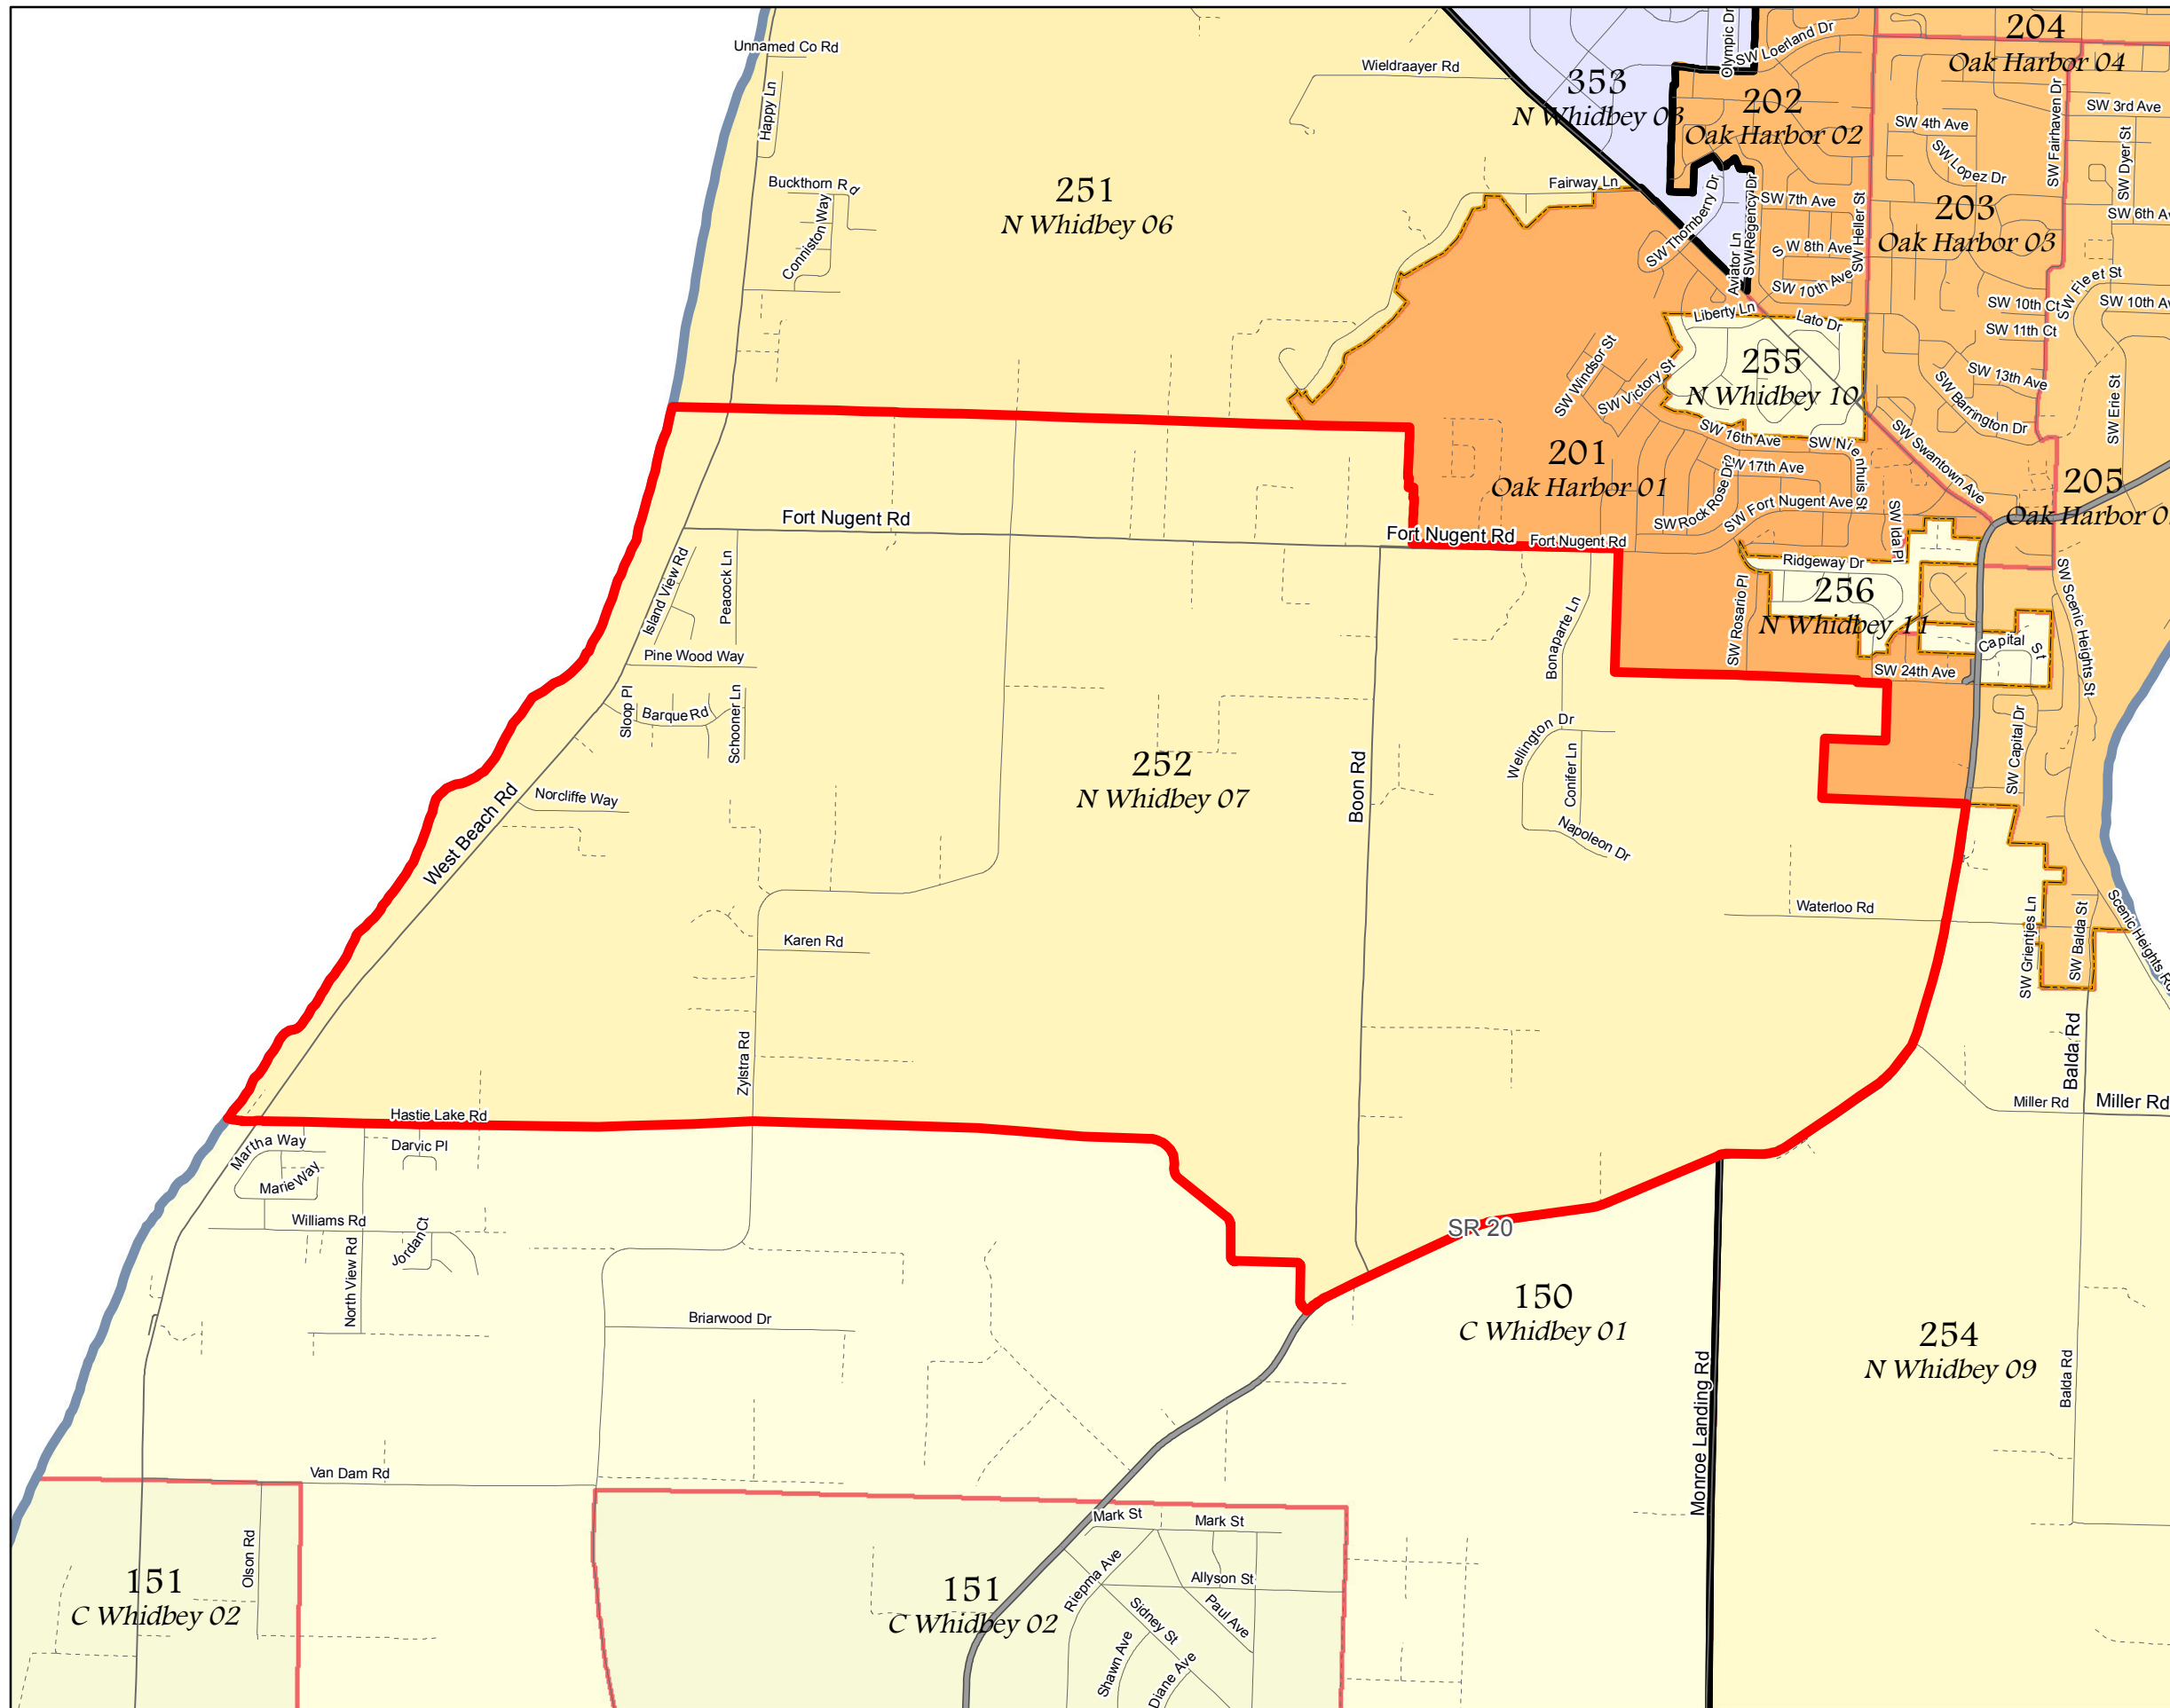 Unnamed Co Rd
Happy Ln
Wieldraayer Rd
353
N Whidbey 03
Olympic Dr
SW Loerland Dr
204
Oak Harbor 04
202
Oak Harbor 02
SW 3rd Ave
SW 4th Ave
SW Fairhaven Dr
SW Dyer St
SW Lopez Dr
Buckthorn Rd
Conniston Way
251
N Whidbey 06
Fairway Ln
SW Thornberry Dr
SW Regency Dr
Aviator Ln
SW 7th Ave
SW Heller St
203
Oak Harbor 03
SW 6th Av
SW 8th Ave
SW 10th Ave
SW Fleet St
SW 10th Ct
SW 10th Av
SW 11th Ct
Liberty Ln
Lato Dr
255
N Whidbey 10
SW Windsor St
SW Victory St
SW 13th Ave
SW Barrington Dr
SW Erie St
SW 16th Ave
SW Nienhuis St
SW Swantown Ave
201
Oak Harbor 01
SW 17th Ave
SW Rock Rose Dr
SW Fort Nugent Ave
SW Ida Pl
205
Oak Harbor 0
Fort Nugent Rd
Fort Nugent Rd
Fort Nugent Rd
Island View Rd
Peacock Ln
Ridgeway Dr
256
N Whidbey 11
SW Rosario Pl
SW Scenic Heights St
Capital St
Pine Wood Way
Bonaparte Ln
SW 24th Ave
Sloop Pl
Barque Rd
Schooner Ln
Wellington Dr
Conifer Ln
Napoleon Dr
SW Capital Dr
252
N Whidbey 07
Boon Rd
West Beach Rd
Norcliffe Way
Waterloo Rd
SW Grientjes Ln
SW Balda St
Scenic Heights Rd
Karen Rd
Zylstra Rd
Balda Rd
Miller Rd
Miller Rd
Hastie Lake Rd
Martha Way
Marie Way
Darvic Pl
Williams Rd
North View Rd
Jordan Ct
SR 20
150
C Whidbey 01
254
N Whidbey 09
Briarwood Dr
Monroe Landing Rd
Balda Rd
Van Dam Rd
Olson Rd
151
C Whidbey 02
151
C Whidbey 02
Mark St
Mark St
Riepma Ave
Allyson St
Sidney St
Paul Ave
Shawn Ave
Diane Ave